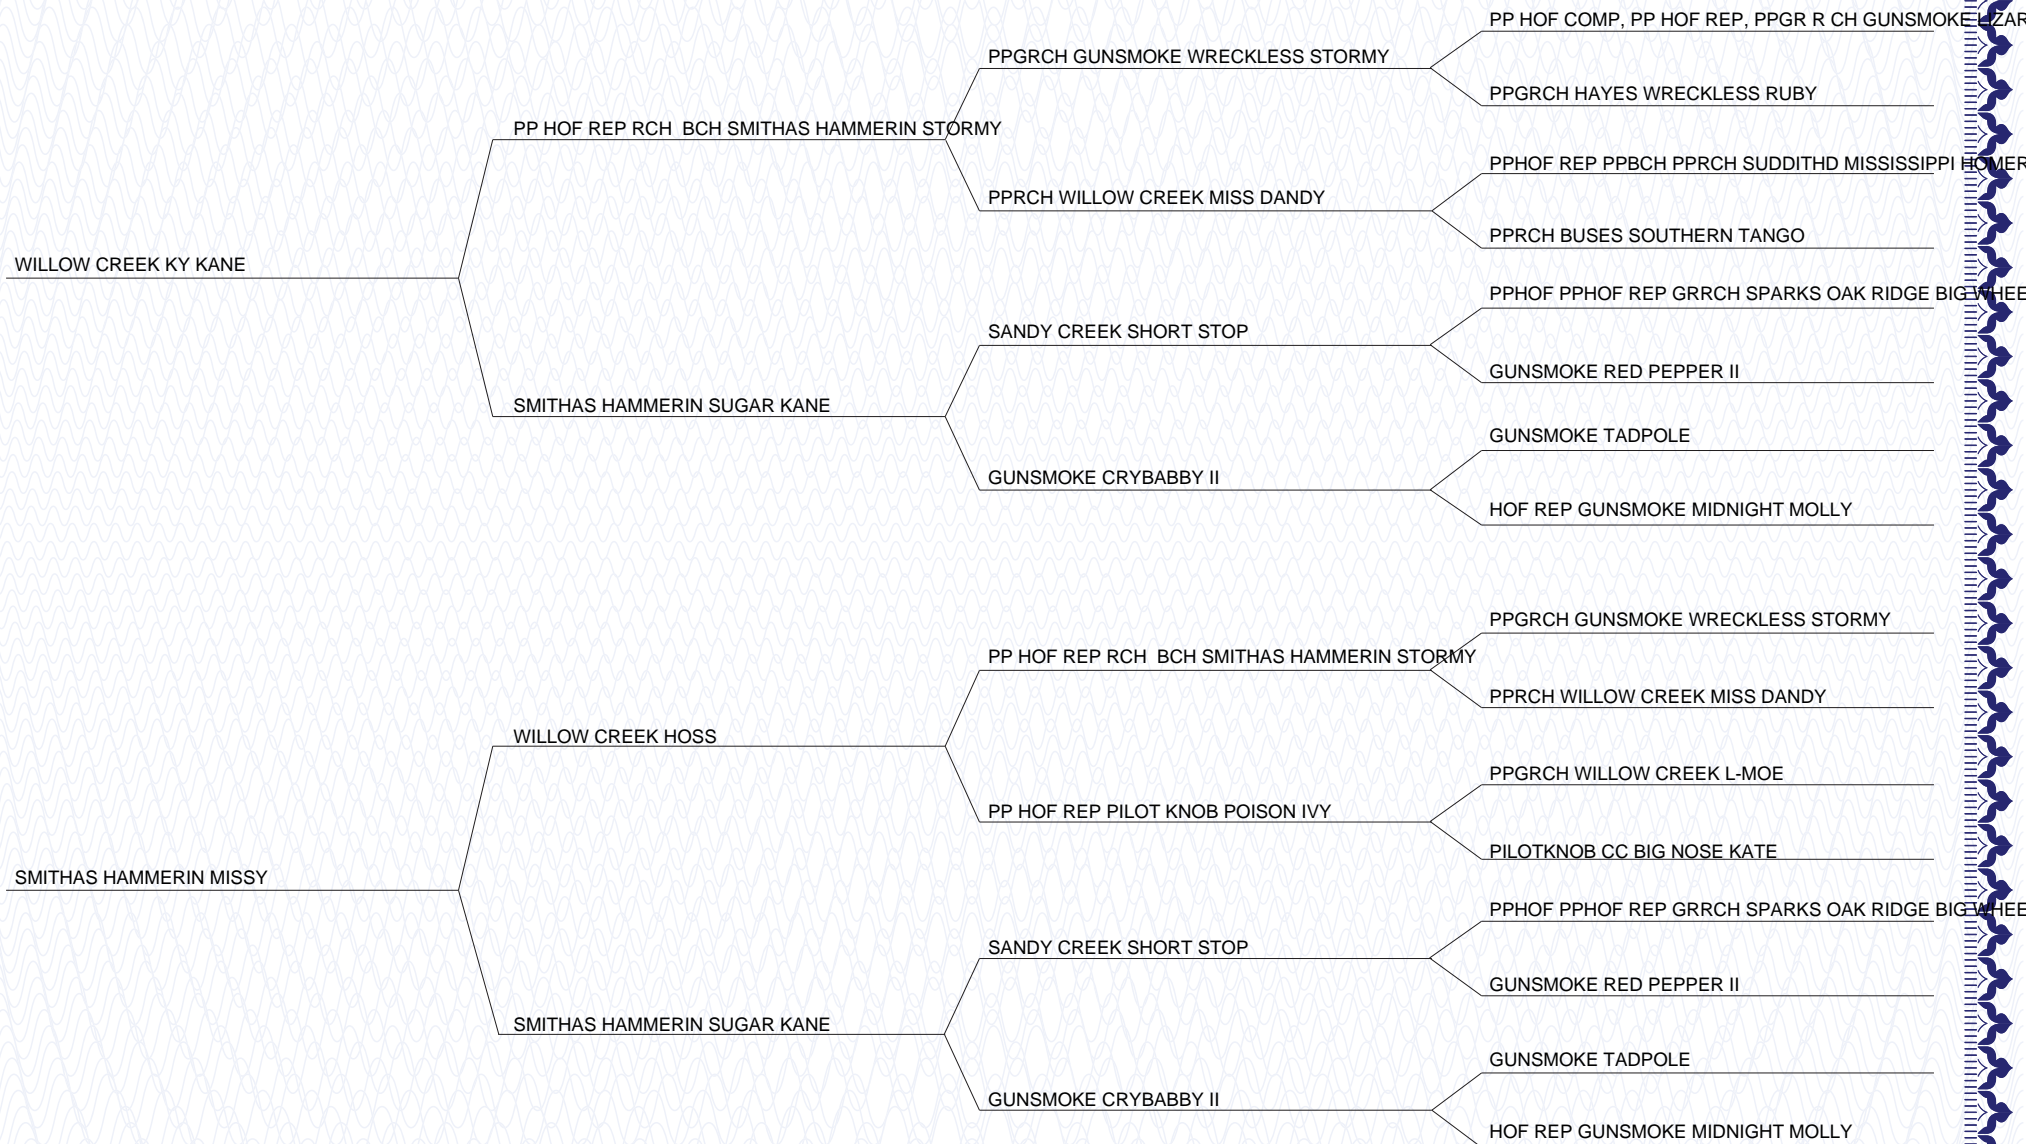 PP HOF COMP, PP HOF REP, PPGR R CH GUNSMOKE LIZAR
PPGRCH GUNSMOKE WRECKLESS STORMY
PPGRCH HAYES WRECKLESS RUBY
PP HOF REP RCH  BCH SMITHAS HAMMERIN STORMY
PPHOF REP PPBCH PPRCH SUDDITHD MISSISSIPPI HOMER
PPRCH WILLOW CREEK MISS DANDY
PPRCH BUSES SOUTHERN TANGO
WILLOW CREEK KY KANE
PPHOF PPHOF REP GRRCH SPARKS OAK RIDGE BIG WHEE
SANDY CREEK SHORT STOP
GUNSMOKE RED PEPPER II
SMITHAS HAMMERIN SUGAR KANE
GUNSMOKE TADPOLE
GUNSMOKE CRYBABBY II
HOF REP GUNSMOKE MIDNIGHT MOLLY
PPGRCH GUNSMOKE WRECKLESS STORMY
PP HOF REP RCH  BCH SMITHAS HAMMERIN STORMY
PPRCH WILLOW CREEK MISS DANDY
WILLOW CREEK HOSS
PPGRCH WILLOW CREEK L-MOE
PP HOF REP PILOT KNOB POISON IVY
PILOTKNOB CC BIG NOSE KATE
SMITHAS HAMMERIN MISSY
PPHOF PPHOF REP GRRCH SPARKS OAK RIDGE BIG WHEE
SANDY CREEK SHORT STOP
GUNSMOKE RED PEPPER II
SMITHAS HAMMERIN SUGAR KANE
GUNSMOKE TADPOLE
GUNSMOKE CRYBABBY II
HOF REP GUNSMOKE MIDNIGHT MOLLY